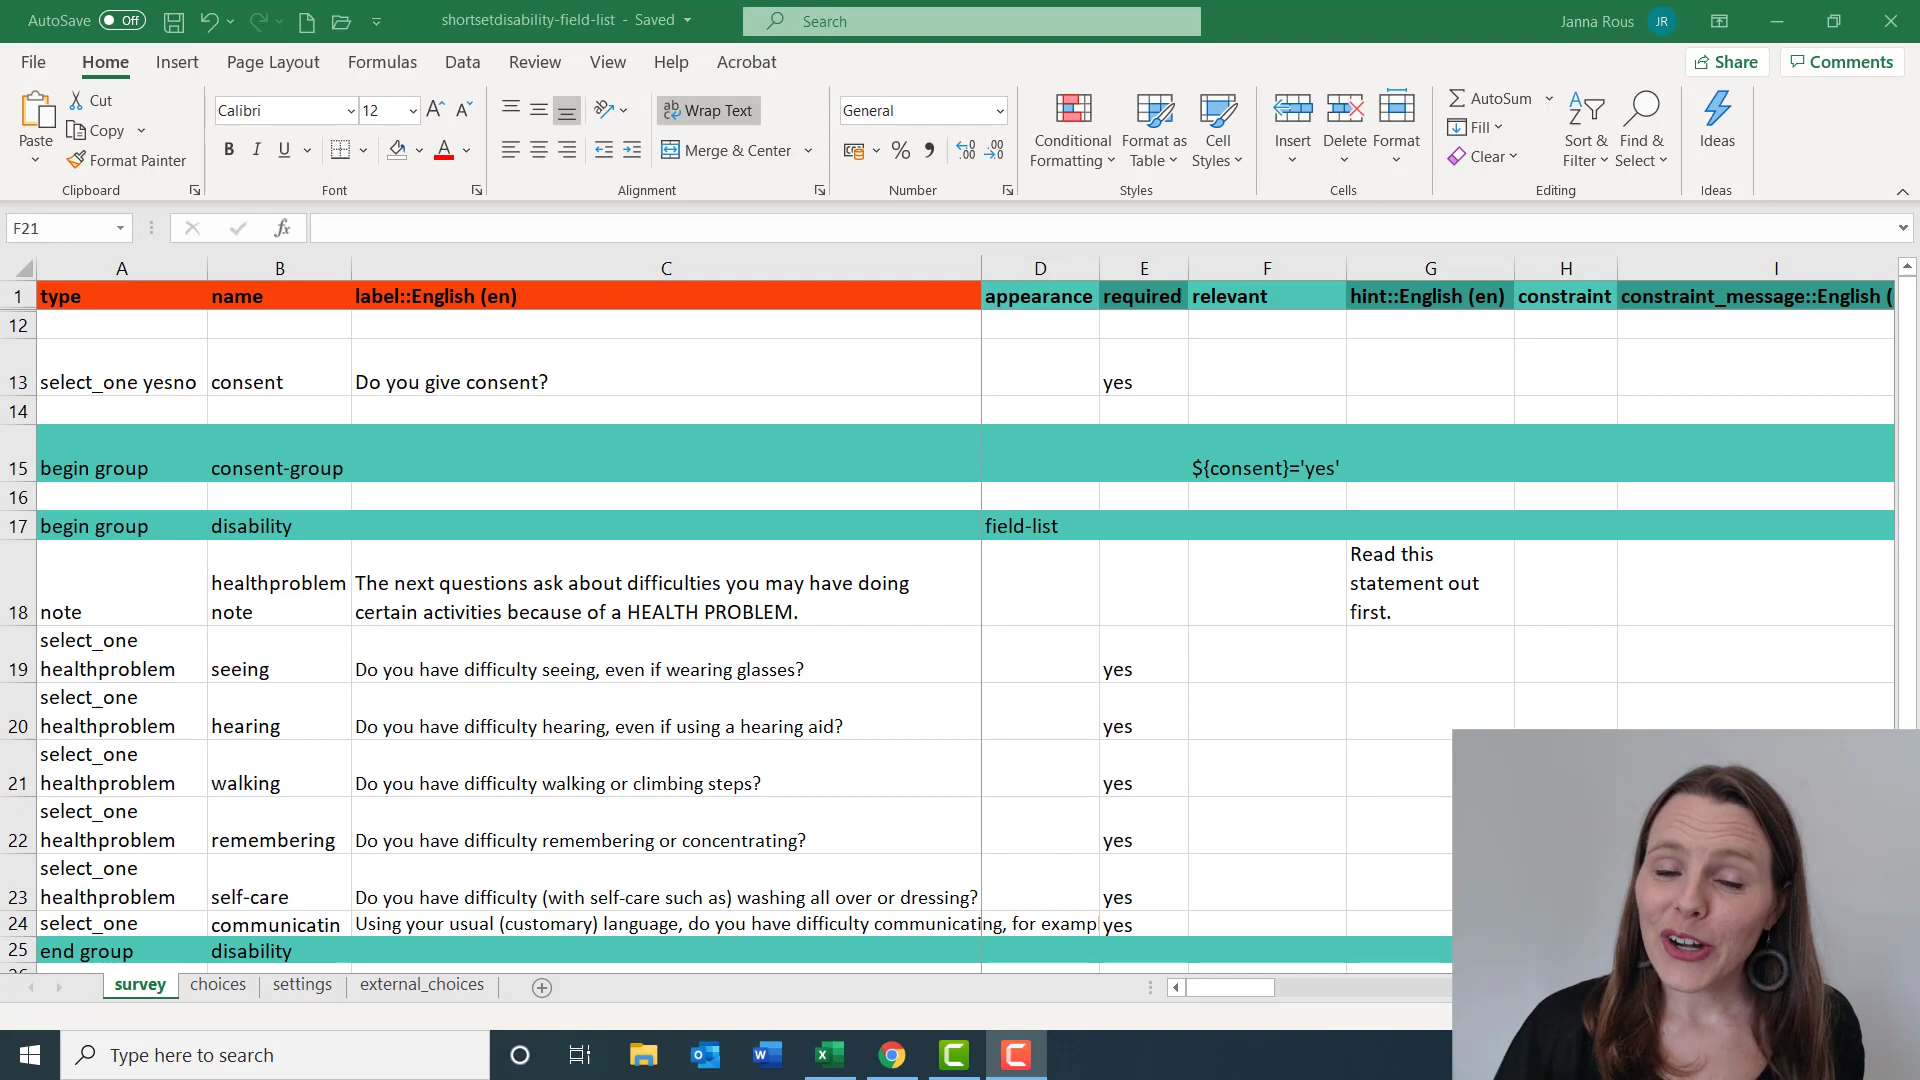 AutoSave Off shortsetdisability-field-list - Saved Search Janna Rous JR
File Home Insert Page Layout Formulas Data Review View Help Acrobat Share Comments
Paste Cut Copy Format Painter
Calibri 12
B I U A
ab Wrap Text
Merge & Center
General
%
Conditional Formatting
Format as Table
Cell Styles
Insert Delete Format
AutoSum
Fill
Clear
Sort & Filter
Find & Select
Ideas
Clipboard Font Alignment Number Styles Cells Editing Ideas
F21 fx
A B C D E F G H I
1 type name label::English (en) appearance required relevant hint::English (en) constraint constraint_message::English (
12
13 select_one yesno consent Do you give consent? yes
14
15 begin group consent-group ${consent}='yes'
16
17 begin group disability field-list
18 note healthproblem note The next questions ask about difficulties you may have doing certain activities because of a HEALTH PROBLEM. Read this statement out first.
19 select_one healthproblem seeing Do you have difficulty seeing, even if wearing glasses? yes
20 select_one healthproblem hearing Do you have difficulty hearing, even if using a hearing aid? yes
21 select_one healthproblem walking Do you have difficulty walking or climbing steps? yes
22 select_one healthproblem remembering Do you have difficulty remembering or concentrating? yes
23 select_one healthproblem self-care Do you have difficulty (with self-care such as) washing all over or dressing? yes
24 select_one communicatin Using your usual (customary) language, do you have difficulty communicating, for exampl yes
25 end group disability
survey choices settings external_choices
Type here to search